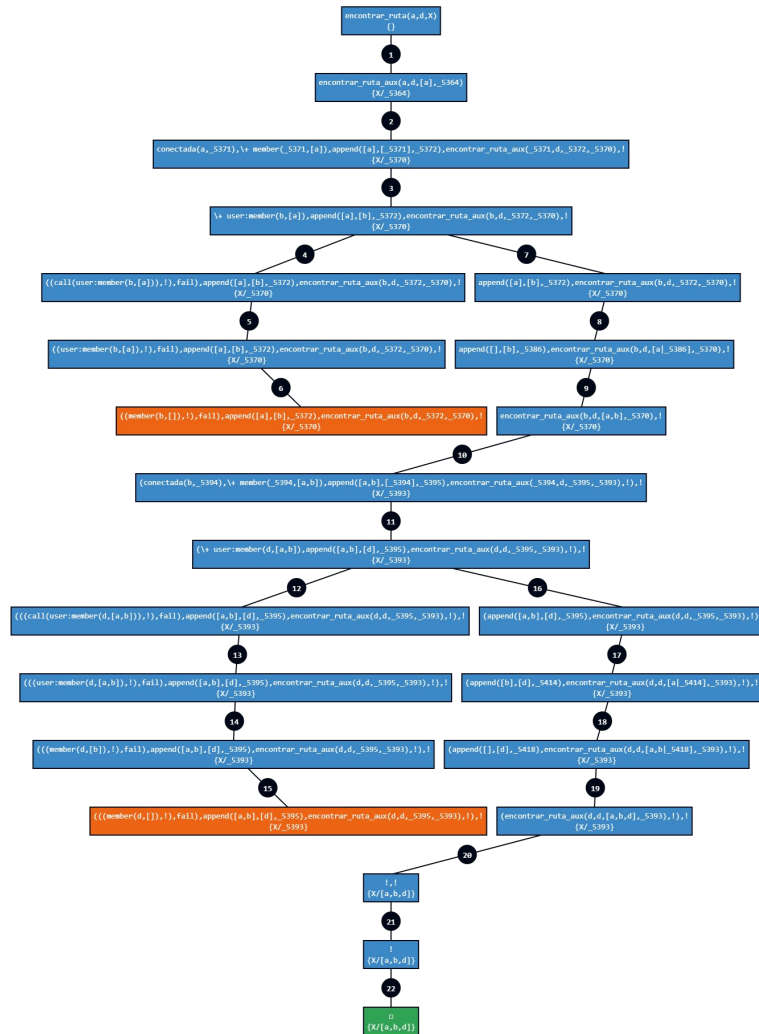 encontrar_ruta(a,d,X)
{}
1
encontrar_ruta_aux(a,d,[a],_5364)
{X/_5364}
2
conectada(a,_5371),\+ member(_5371,[a]),append([a],[_5371],_5372),encontrar_ruta_aux(_5371,d,_5372,_5370),!
{X/_5370}
3
\+ user:member(b,[a]),append([a],[b],_5372),encontrar_ruta_aux(b,d,_5372,_5370),!
{X/_5370}
4
7
((call(user:member(b,[a])),!),fail),append([a],[b],_5372),encontrar_ruta_aux(b,d,_5372,_5370),!
{X/_5370}
append([a],[b],_5372),encontrar_ruta_aux(b,d,_5372,_5370),!
{X/_5370}
5
8
((user:member(b,[a]),!),fail),append([a],[b],_5372),encontrar_ruta_aux(b,d,_5372,_5370),!
{X/_5370}
append([],[b],_5386),encontrar_ruta_aux(b,d,[a|_5386],_5370),!
{X/_5370}
6
9
((member(b,[]),!),fail),append([a],[b],_5372),encontrar_ruta_aux(b,d,_5372,_5370),!
{X/_5370}
encontrar_ruta_aux(b,d,[a,b],_5370),!
{X/_5370}
10
(conectada(b,_5394),\+ member(_5394,[a,b]),append([a,b],[_5394],_5395),encontrar_ruta_aux(_5394,d,_5395,_5393),!),!
{X/_5393}
11
(\+ user:member(d,[a,b]),append([a,b],[d],_5395),encontrar_ruta_aux(d,d,_5395,_5393),!),!
{X/_5393}
12
16
(((call(user:member(d,[a,b])),!),fail),append([a,b],[d],_5395),encontrar_ruta_aux(d,d,_5395,_5393),!),!
{X/_5393}
(append([a,b],[d],_5395),encontrar_ruta_aux(d,d,_5395,_5393),!),!
{X/_5393}
13
17
(((user:member(d,[a,b]),!),fail),append([a,b],[d],_5395),encontrar_ruta_aux(d,d,_5395,_5393),!),!
{X/_5393}
(append([b],[d],_5414),encontrar_ruta_aux(d,d,[a|_5414],_5393),!),!
{X/_5393}
14
18
(((member(d,[b]),!),fail),append([a,b],[d],_5395),encontrar_ruta_aux(d,d,_5395,_5393),!),!
{X/_5393}
(append([],[d],_5418),encontrar_ruta_aux(d,d,[a,b|_5418],_5393),!),!
{X/_5393}
15
19
(((member(d,[]),!),fail),append([a,b],[d],_5395),encontrar_ruta_aux(d,d,_5395,_5393),!),!
{X/_5393}
(encontrar_ruta_aux(d,d,[a,b,d],_5393),!),!
{X/_5393}
20
!,!
{X/[a,b,d]}
21
!
{X/[a,b,d]}
22
□
{X/[a,b,d]}